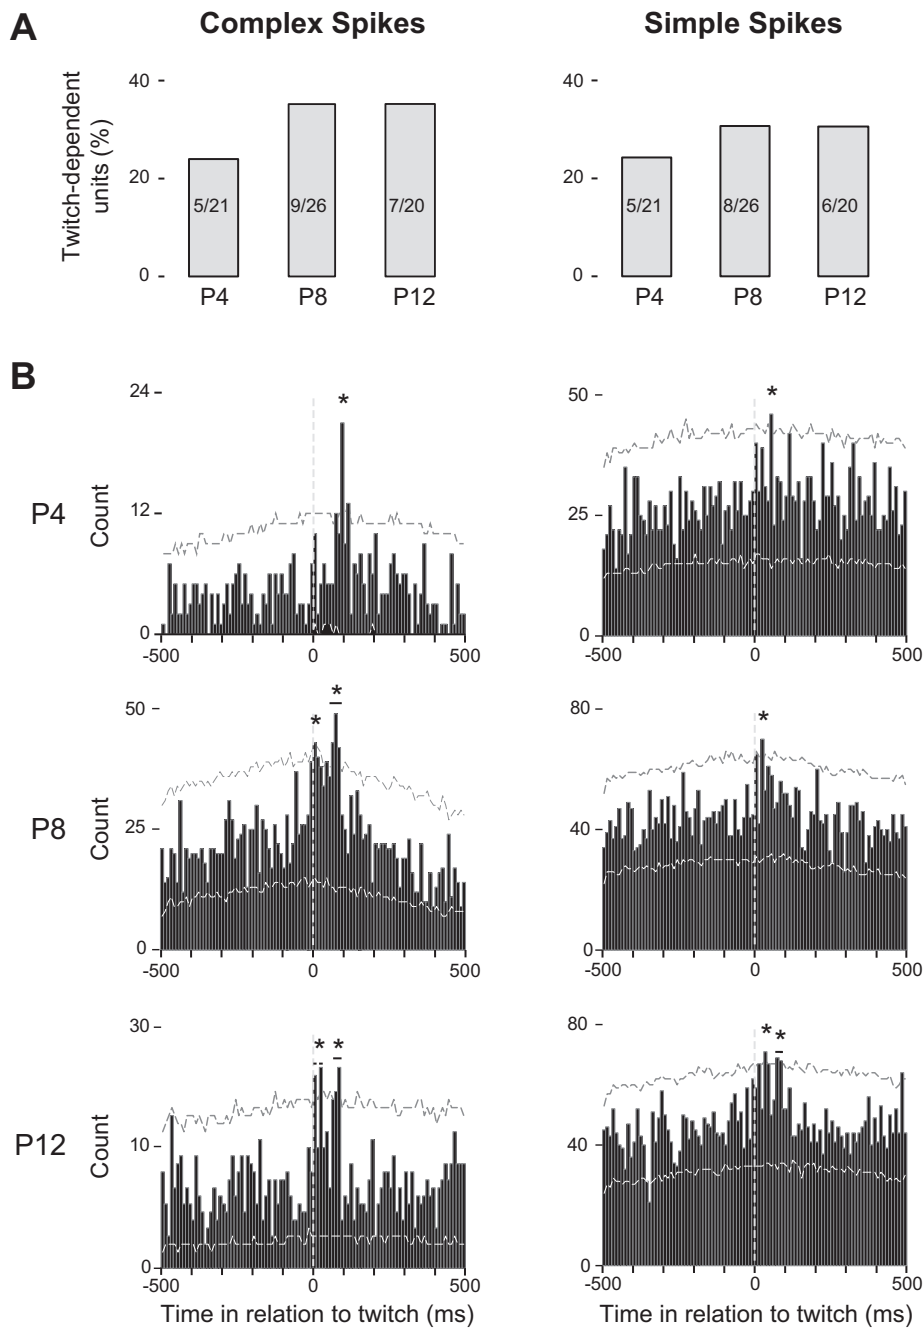 A
Complex Spikes
Simple Spikes
Twitch-dependent
units (%)
40
20
0
5/21
9/26
7/20
P4
P8
P12
40
20
0
5/21
8/26
6/20
P4
P8
P12
B
P4
Count
24
12
0
*
-500
0
500
50
25
0
*
-500
0
500
P8
Count
50
25
0
* *
-500
0
500
80
40
0
*
-500
0
500
P12
Count
30
10
0
* *
-500
0
500
Time in relation to twitch (ms)
80
40
0
* *
-500
0
500
Time in relation to twitch (ms)